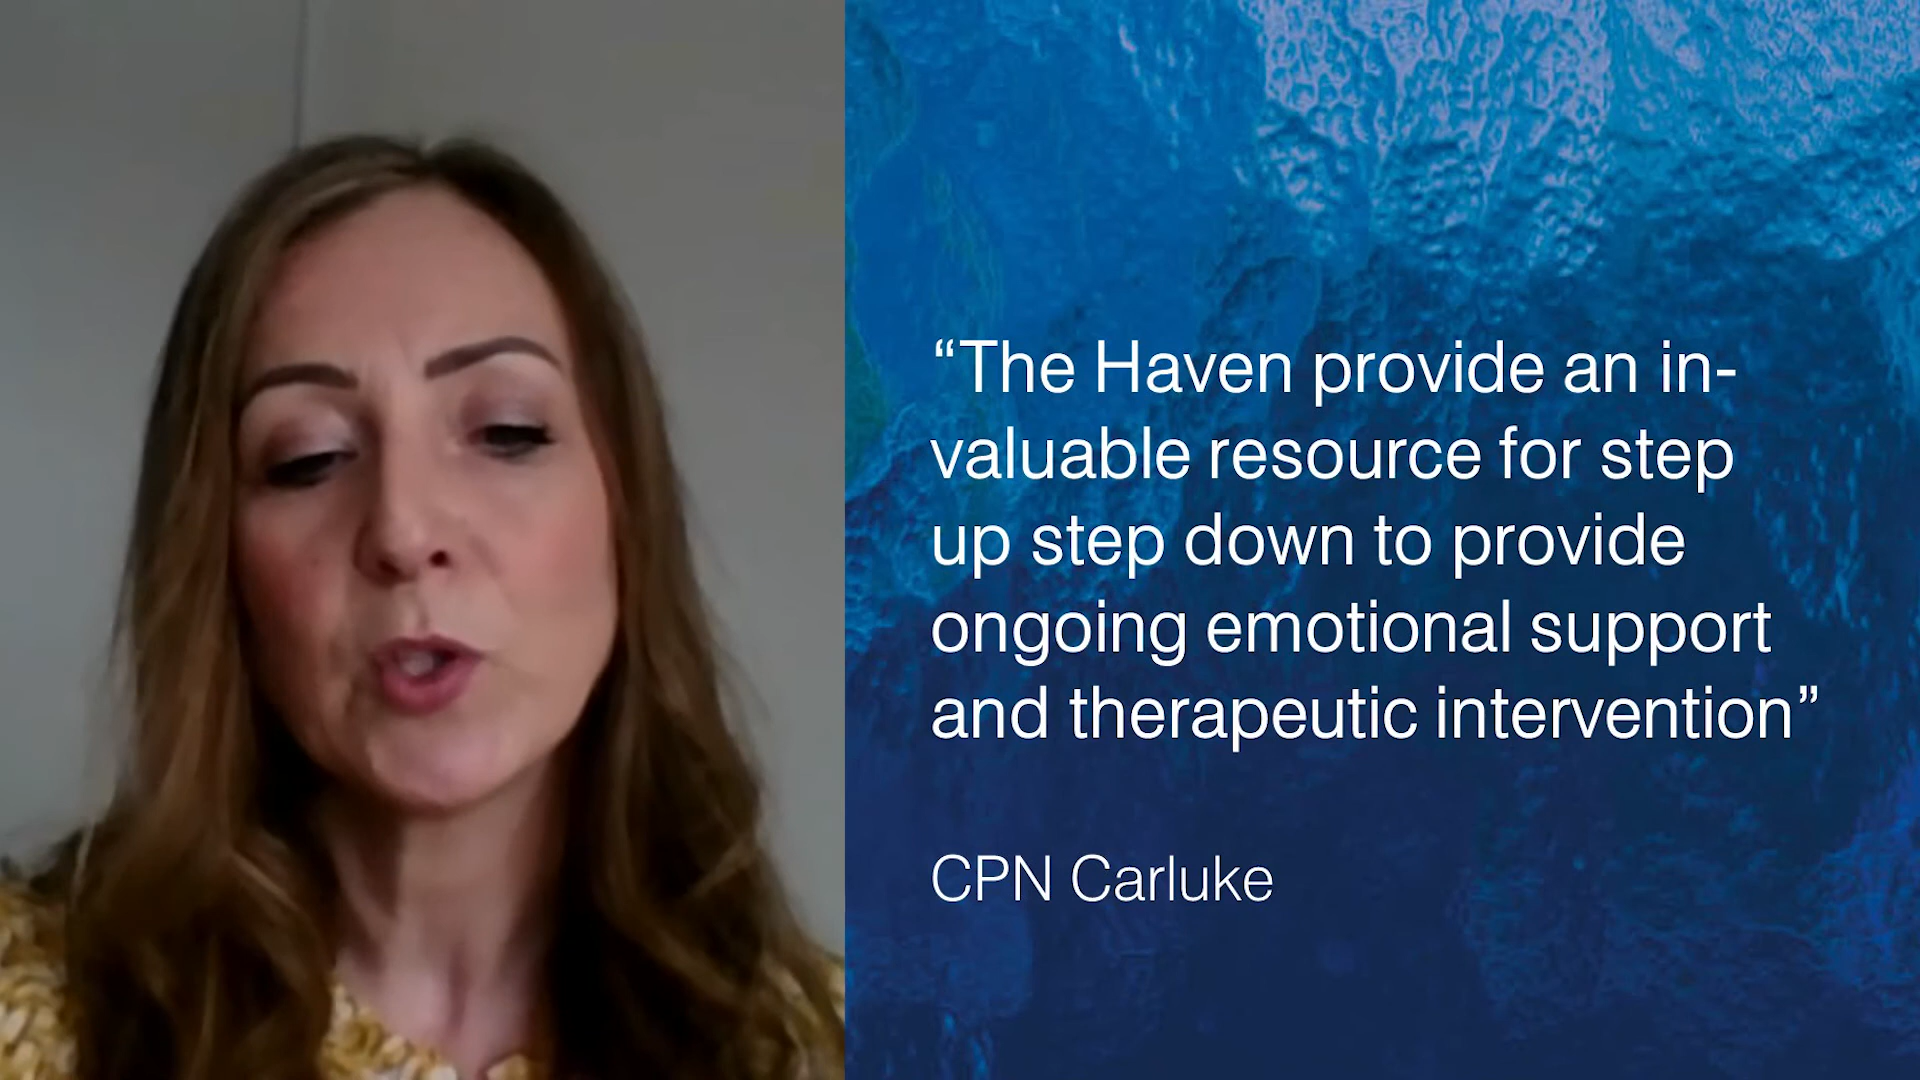 “The Haven provide an in-
valuable resource for step
up step down to provide
ongoing emotional support
and therapeutic intervention”
CPN Carluke